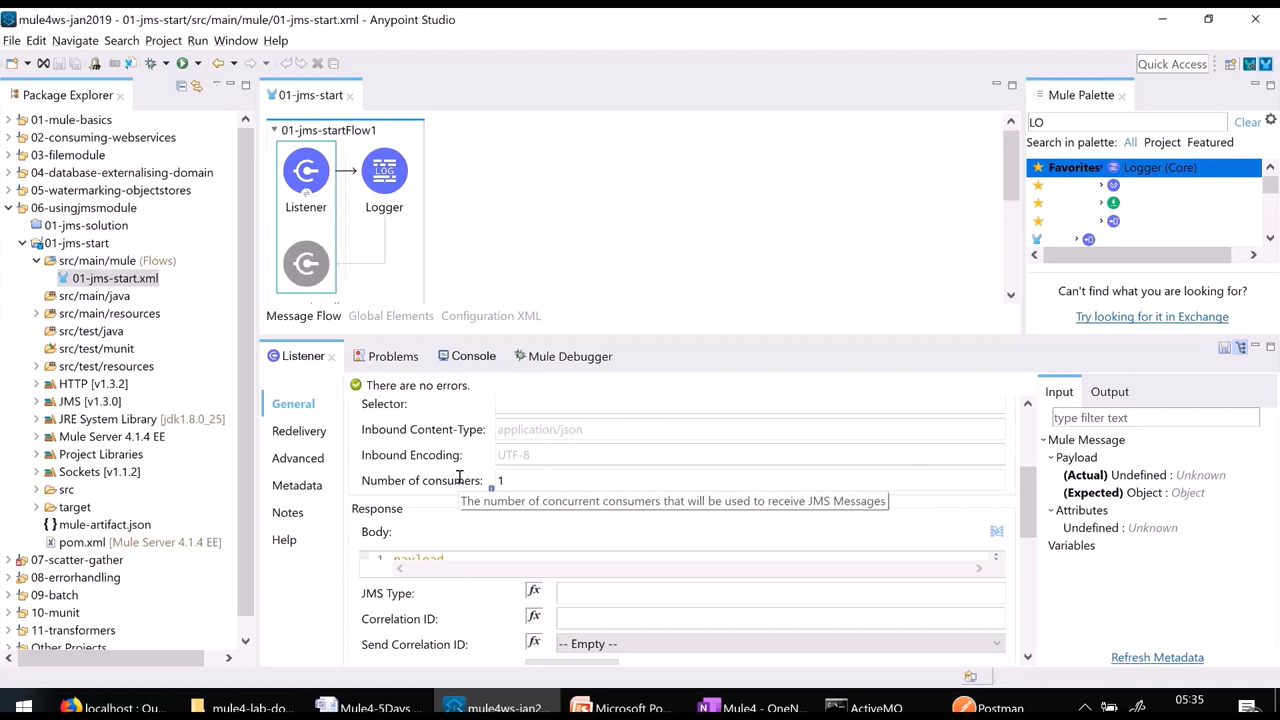 mule4ws-jan2019 - 01-jms-start/src/main/mule/01-jms-start.xml - Anypoint Studio
File Edit Navigate Search Project Run Window Help
Quick Access
Package Explorer
01-mule-basics
02-consuming-webservices
03-filemodule
04-database-externalising-domain
05-watermarking-objectstores
06-usingjmsmodule
01-jms-solution
01-jms-start
src/main/mule (Flows)
01-jms-start.xml
src/main/java
src/main/resources
src/test/java
src/test/munit
src/test/resources
HTTP [v1.3.2]
JMS [v1.3.0]
JRE System Library [jdk1.8.0_25]
Mule Server 4.1.4 EE
Project Libraries
Sockets [v1.1.2]
src
target
mule-artifact.json
pom.xml [Mule Server 4.1.4 EE]
07-scatter-gather
08-errorhandling
09-batch
10-munit
11-transformers
Other Projects
01-jms-start
01-jms-startFlow1
LOG
Listener
Logger
Message Flow Global Elements Configuration XML
Mule Palette
LO
Clear
Search in palette: All Project Featured
Favorites Logger (Core)
Can't find what you are looking for?
Try looking for it in Exchange
Listener Problems Console Mule Debugger
There are no errors.
General
Redelivery
Advanced
Metadata
Notes
Help
Selector:
Inbound Content-Type: application/json
Inbound Encoding: UTF-8
Number of consumers: 1
The number of concurrent consumers that will be used to receive JMS Messages
Response
Body:
1 payload
JMS Type: fx
Correlation ID: fx
Send Correlation ID: fx -- Empty --
Input Output
type filter text
Mule Message
Payload
(Actual) Undefined : Unknown
(Expected) Object : Object
Attributes
Undefined : Unknown
Variables
Refresh Metadata
localhost : Qu...
mule4-lab-do...
Mule4-5Days ...
mule4ws-jan2...
Microsoft Po...
Mule4 - OneN...
ActiveMQ
Postman
05:35